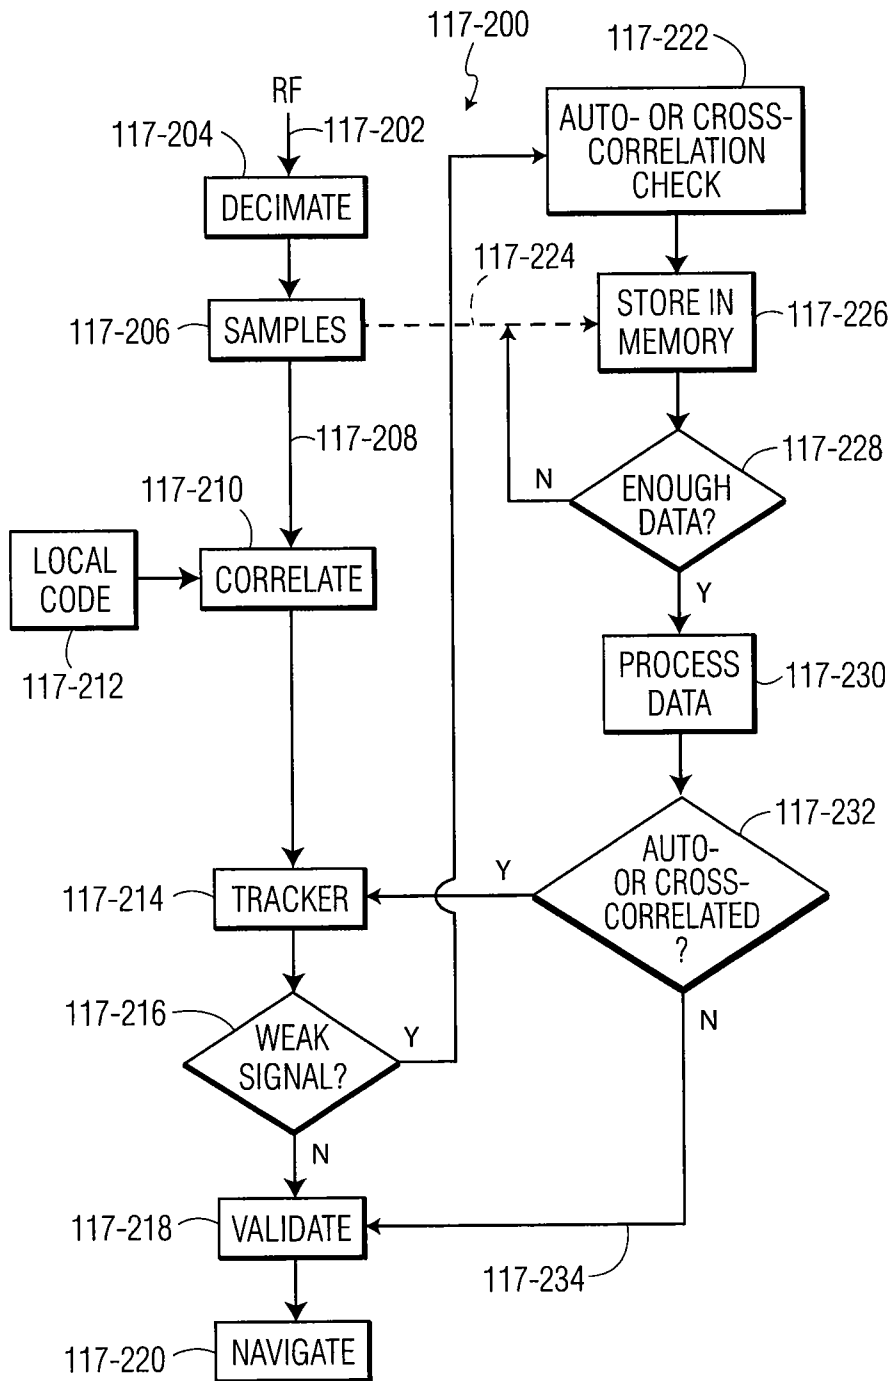 117-200
117-222
RF
117-202
117-204
AUTO- OR CROSS-
CORRELATION
CHECK
DECIMATE
117-224
117-206
SAMPLES
STORE IN
MEMORY
117-226
117-208
117-228
117-210
N
ENOUGH
DATA?
LOCAL
CODE
CORRELATE
Y
117-212
PROCESS
DATA
117-230
117-232
117-214
TRACKER
Y
AUTO-
OR CROSS-
CORRELATED
?
117-216
WEAK
SIGNAL?
Y
N
N
117-218
VALIDATE
117-234
117-220
NAVIGATE